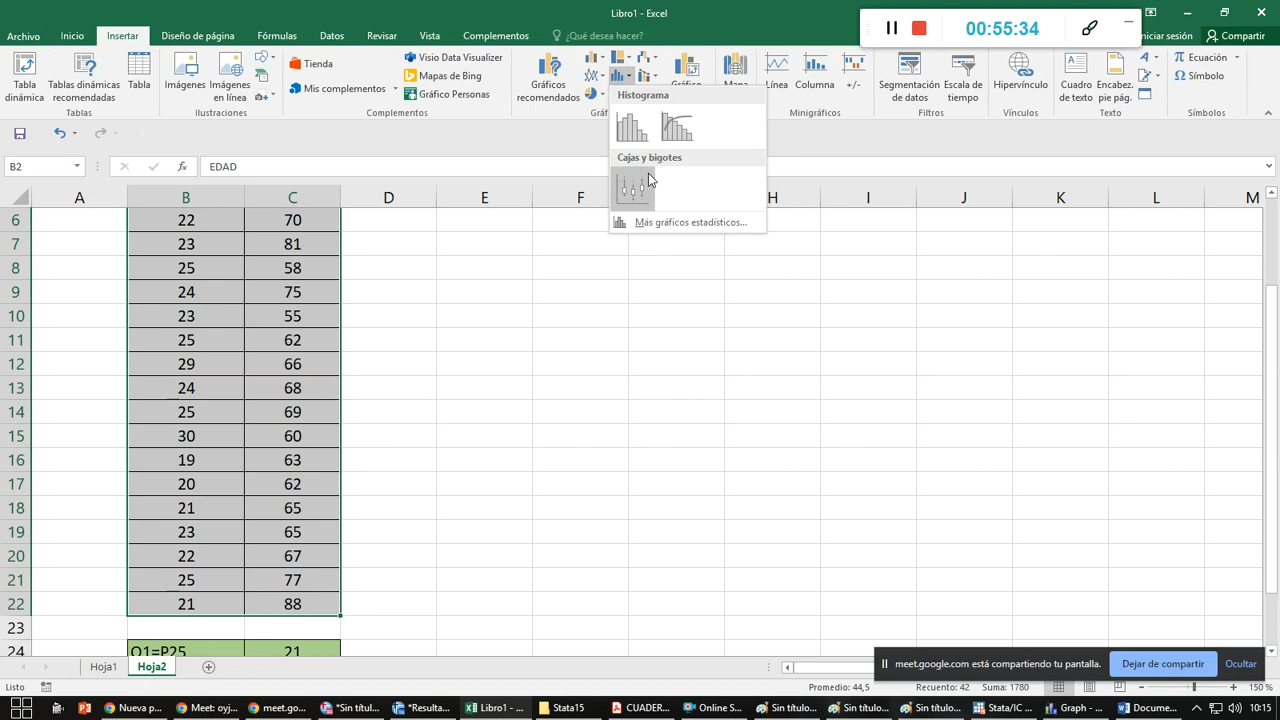 Libro1 - Excel
00:55:34
Archivo Inicio Insertar Diseño de página Fórmulas Datos Revisar Vista Complementos ¿Qué desea hacer? Iniciar sesión Compartir
Tabla dinámica
Tablas dinámicas recomendadas
Tabla
Imágenes
Imágenes en línea
Tienda
Mis complementos
Visio Data Visualizer
Mapas de Bing
Gráfico Personas
Gráficos recomendados
Línea
Columna
+/-
Segmentación de datos
Escala de tiempo
Hipervínculo
Cuadro de texto
Encabez. pie pág.
Ecuación
Símbolo
Tablas Ilustraciones Complementos Minigráficos Filtros Vínculos Texto Símbolos
Histograma
Cajas y bigotes
Más gráficos estadísticos...
B2 fx EDAD
A B C D E F H I J K L M
6 22 70
7 23 81
8 25 58
9 24 75
10 23 55
11 25 62
12 29 66
13 24 68
14 25 69
15 30 60
16 19 63
17 20 62
18 21 65
19 23 65
20 22 67
21 25 77
22 21 88
23
24 Q1=P25 21
Hoja1 Hoja2
meet.google.com está compartiendo tu pantalla. Dejar de compartir Ocultar
Listo Promedio: 44,5 Recuento: 42 Suma: 1780 150 %
Nueva p... Meet: oyj... meet.go... *Sin títul... *Resulta... Libro1 -... Stata15 CUADER... Online S... Sin título... Sin título... Sin título... Stata/IC ... Graph - ... Docume... 10:15